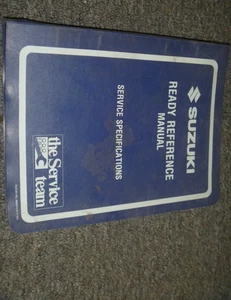 SUZUKI
READY REFERENCE
MANUAL
SERVICE SPECIFICATIONS
the Service
team